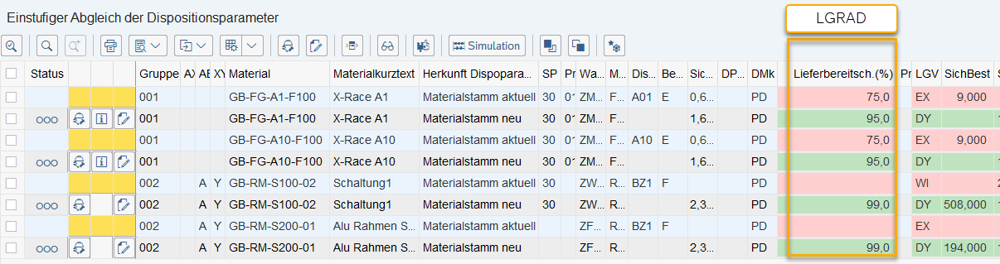 Einstufiger Abgleich der Dispositionsparameter
LGRAD
Simulation
Status Gruppe AX AE XY Material Materialkurztext Herkunft Dispopara... SP Pr Wa... M... Dis... Be... Sic... DP... DMk Lieferbereitsch.(%) Pr LGV SichBest
001 GB-FG-A1-F100 X-Race A1 Materialstamm aktuell 30 01 ZM... F... A01 E 0,6... PD 75,0 EX 9,000
001 GB-FG-A1-F100 X-Race A1 Materialstamm neu 30 01 ZM... F... 1,6... PD 95,0 DY
001 GB-FG-A10-F100 X-Race A10 Materialstamm aktuell 30 01 ZM... F... A10 E 0,6... PD 75,0 EX 9,000
001 GB-FG-A10-F100 X-Race A10 Materialstamm neu 30 01 ZM... F... 1,6... PD 95,0 DY
002 A Y GB-RM-S100-02 Schaltung1 Materialstamm aktuell 30 ZW... R... BZ1 F PD WI
002 A Y GB-RM-S100-02 Schaltung1 Materialstamm neu 30 ZW... R... 2,3... PD 99,0 DY 508,000
002 A Y GB-RM-S200-01 Alu Rahmen S... Materialstamm aktuell ZF... R... BZ1 F PD EX
002 A Y GB-RM-S200-01 Alu Rahmen S... Materialstamm neu ZF... R... 2,3... PD 99,0 DY 194,000